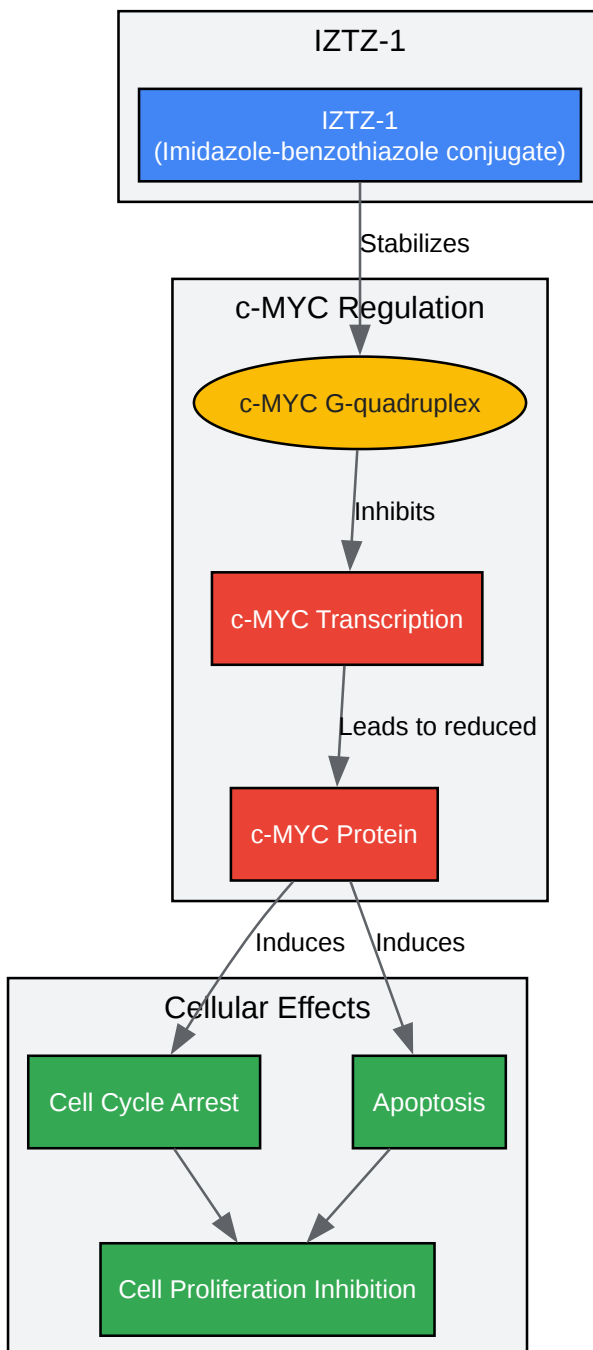 IZTZ-1
IZTZ-1
(Imidazole-benzothiazole conjugate)
Stabilizes
c-MYC Regulation
c-MYC G-quadruplex
Inhibits
c-MYC Transcription
Leads to reduced
c-MYC Protein
Induces
Induces
Cellular Effects
Cell Cycle Arrest
Apoptosis
Cell Proliferation Inhibition